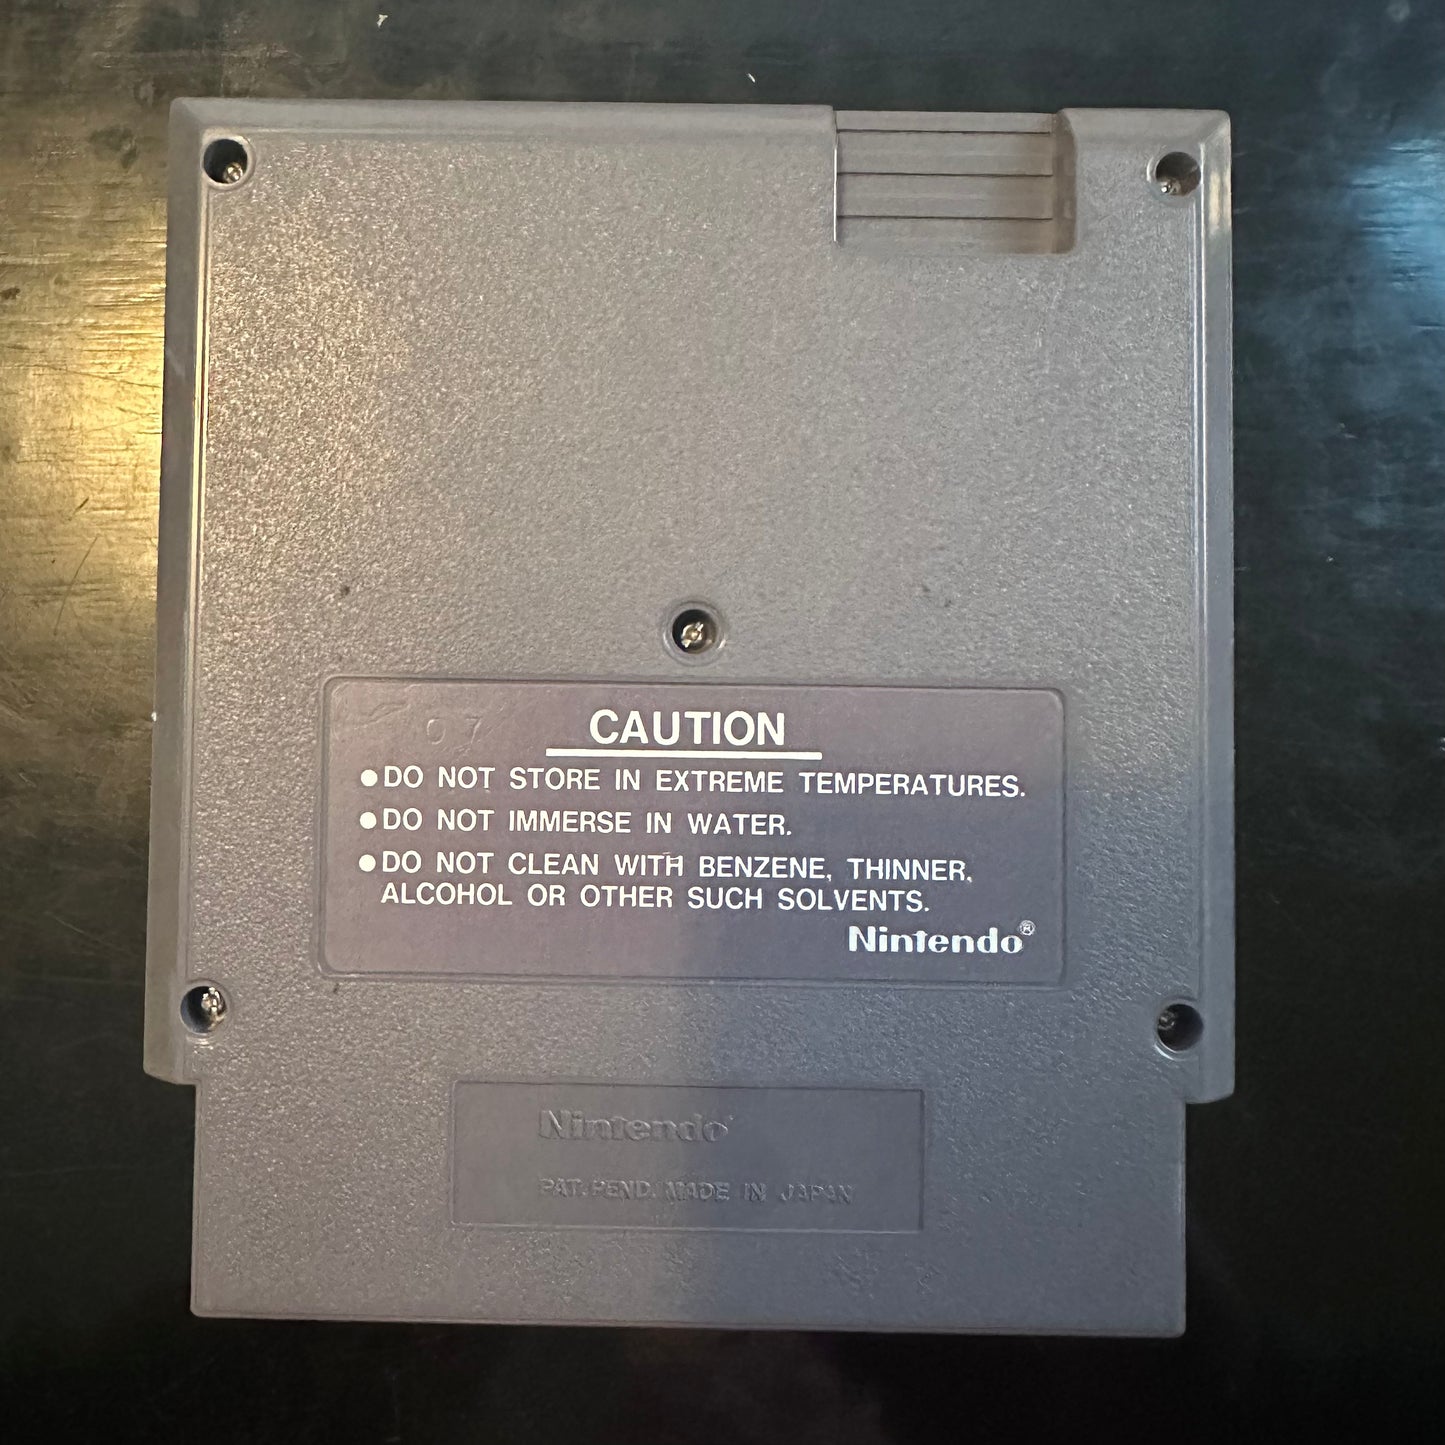 07
CAUTION
●DO NOT STORE IN EXTREME TEMPERATURES.
●DO NOT IMMERSE IN WATER.
●DO NOT CLEAN WITH BENZENE, THINNER,
ALCOHOL OR OTHER SUCH SOLVENTS.
Nintendo®
Nintendo
PAT. PEND. MADE IN JAPAN